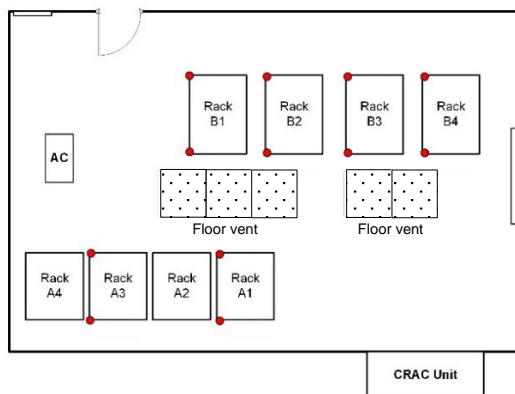 Rack
B1
Rack
B2
Rack
B3
Rack
B4
AC
Floor vent
Floor vent
Rack
A4
Rack
A3
Rack
A2
Rack
A1
CRAC Unit